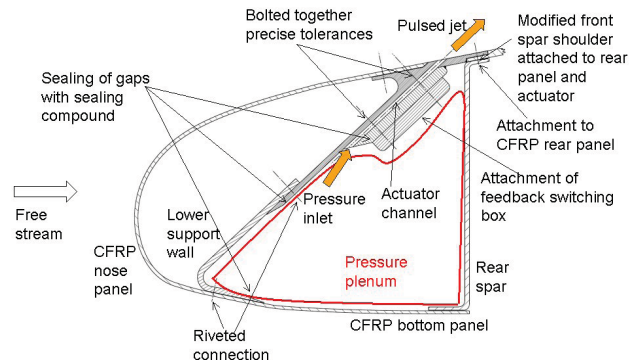 Bolted together
precise tolerances
Pulsed jet
Modified front
spar shoulder
attached to rear
panel and
actuator
Sealing of gaps
with sealing
compound
Attachment to
CFRP rear panel
Attachment of
feedback switching
box
Free
stream
Lower
support
wall
Pressure
inlet
Actuator
channel
CFRP
nose
panel
Pressure
plenum
Rear
spar
Riveted
connection
CFRP bottom panel